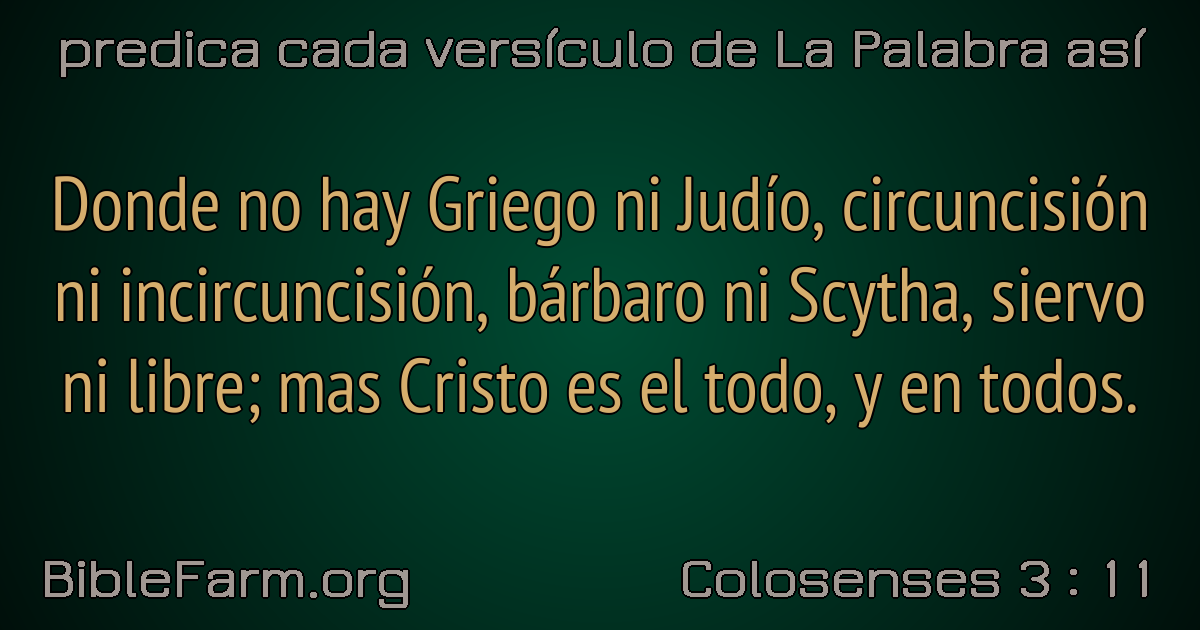 predica cada versículo de La Palabra así
Donde no hay Griego ni Judío, circuncisión
ni incircuncisión, bárbaro ni Scytha, siervo
ni libre; mas Cristo es el todo, y en todos.
BibleFarm.org
Colosenses 3 : 11